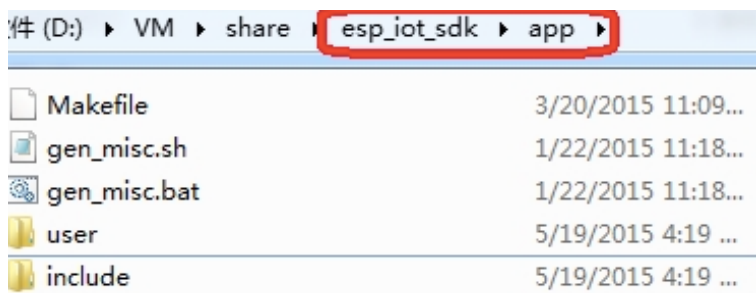 件 (D:) ▸ VM ▸ share ▸ esp_iot_sdk ▸ app ▸
Makefile 3/20/2015 11:09...
gen_misc.sh 1/22/2015 11:18...
gen_misc.bat 1/22/2015 11:18...
user 5/19/2015 4:19 ...
include 5/19/2015 4:19 ...